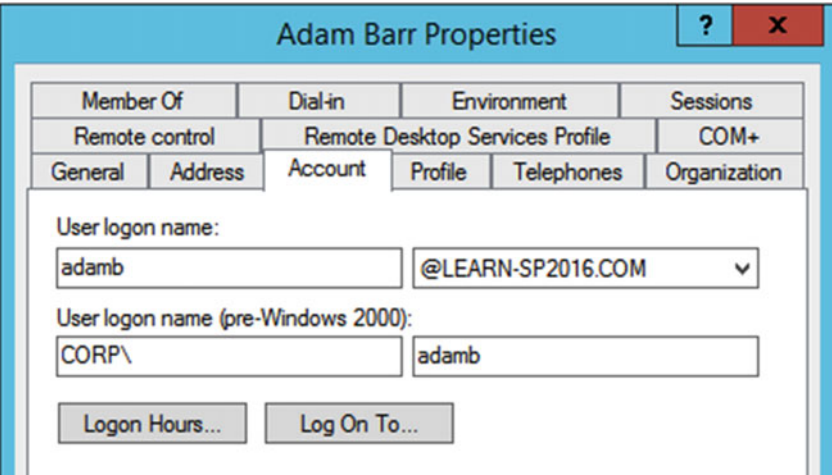 Adam Barr Properties
? x
Member Of Dial-in Environment Sessions
Remote control Remote Desktop Services Profile COM+
General Address Account Profile Telephones Organization
User logon name:
adamb @LEARN-SP2016.COM
User logon name (pre-Windows 2000):
CORP\ adamb
Logon Hours... Log On To...